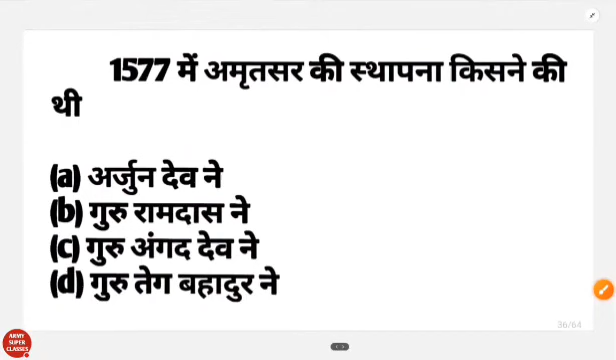 1577 में अमृतसर की स्थापना किसने की
थी
(a) अर्जुन देव ने
(b) गुरु रामदास ने
(c) गुरु अंगद देव ने
(d) गुरु तेग बहादुर ने
36/64
ARMY
SUPER
CLASSES